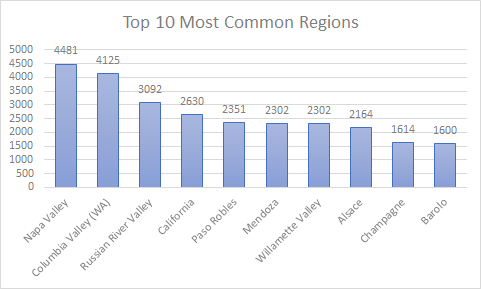 Top 10 Most Common Regions
5000
4500
4000
3500
3000
2500
2000
1500
1000
500
0
4481
4125
3092
2630
2351
2302
2302
2164
1614
1600
Napa Valley
Columbia Valley (WA)
Russian River Valley
California
Paso Robles
Mendoza
Willamette Valley
Alsace
Champagne
Barolo